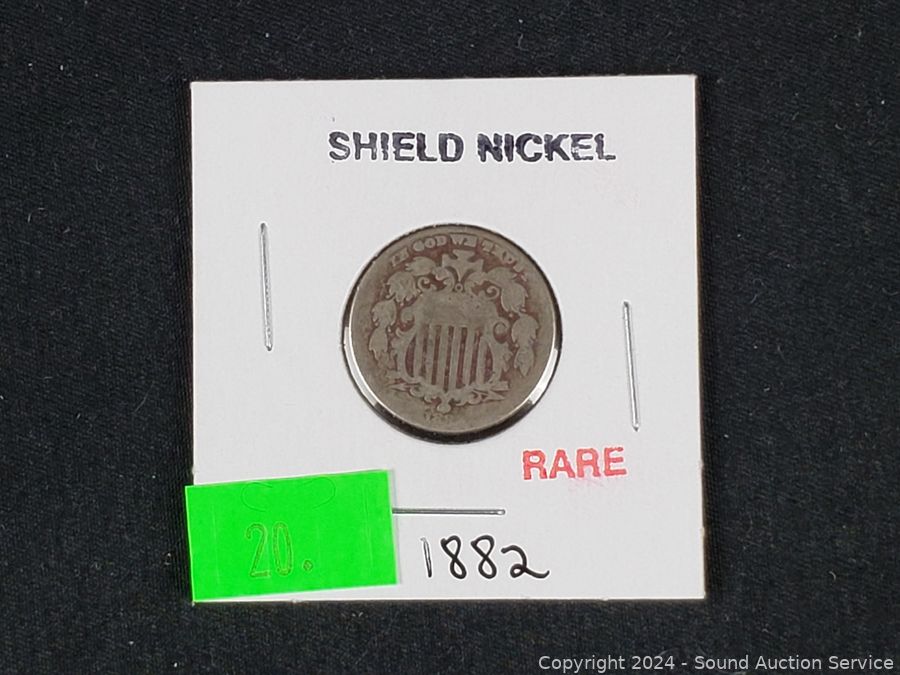 SHIELD NICKEL
IN GOD WE TRUST
RARE
20.
1882
Copyright 2024 - Sound Auction Service